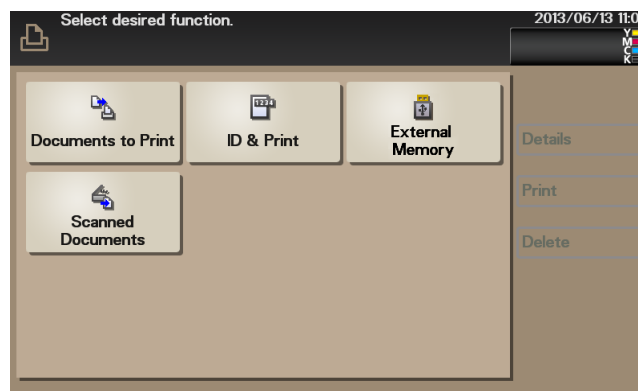 Select desired function.
2013/06/13 11:0
Y
M
C
K
Documents to Print
1234
ID & Print
External
Memory
Scanned
Documents
Details
Print
Delete